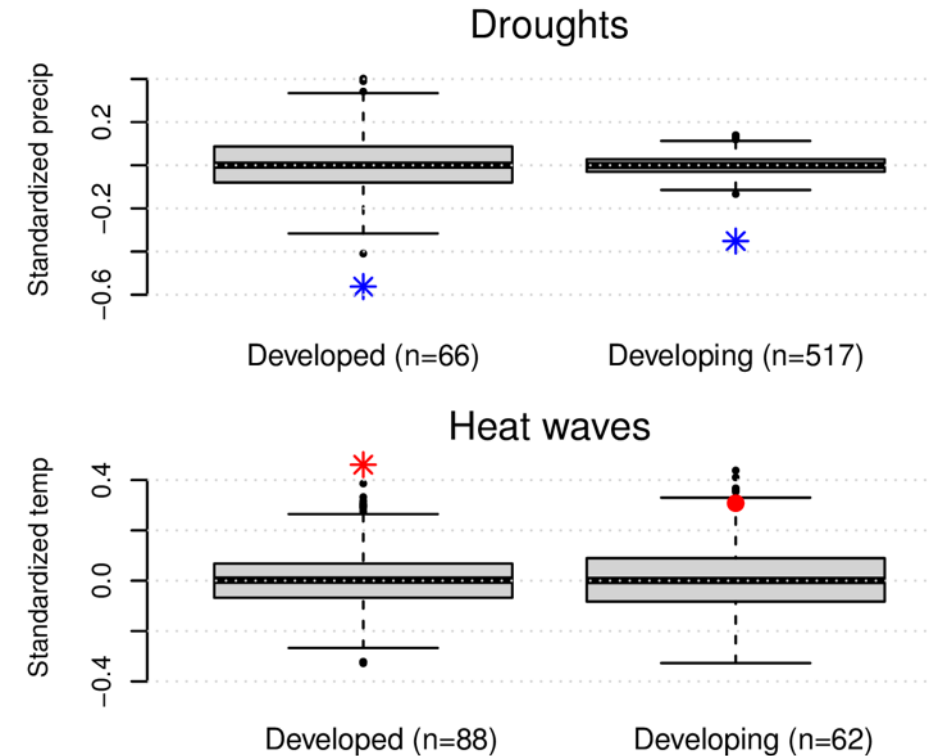 Droughts
Standardized precip
0.2
−0.2
−0.6
Developed (n=66)
Developing (n=517)
Heat waves
Standardized temp
0.4
0.0
−0.4
Developed (n=88)
Developing (n=62)